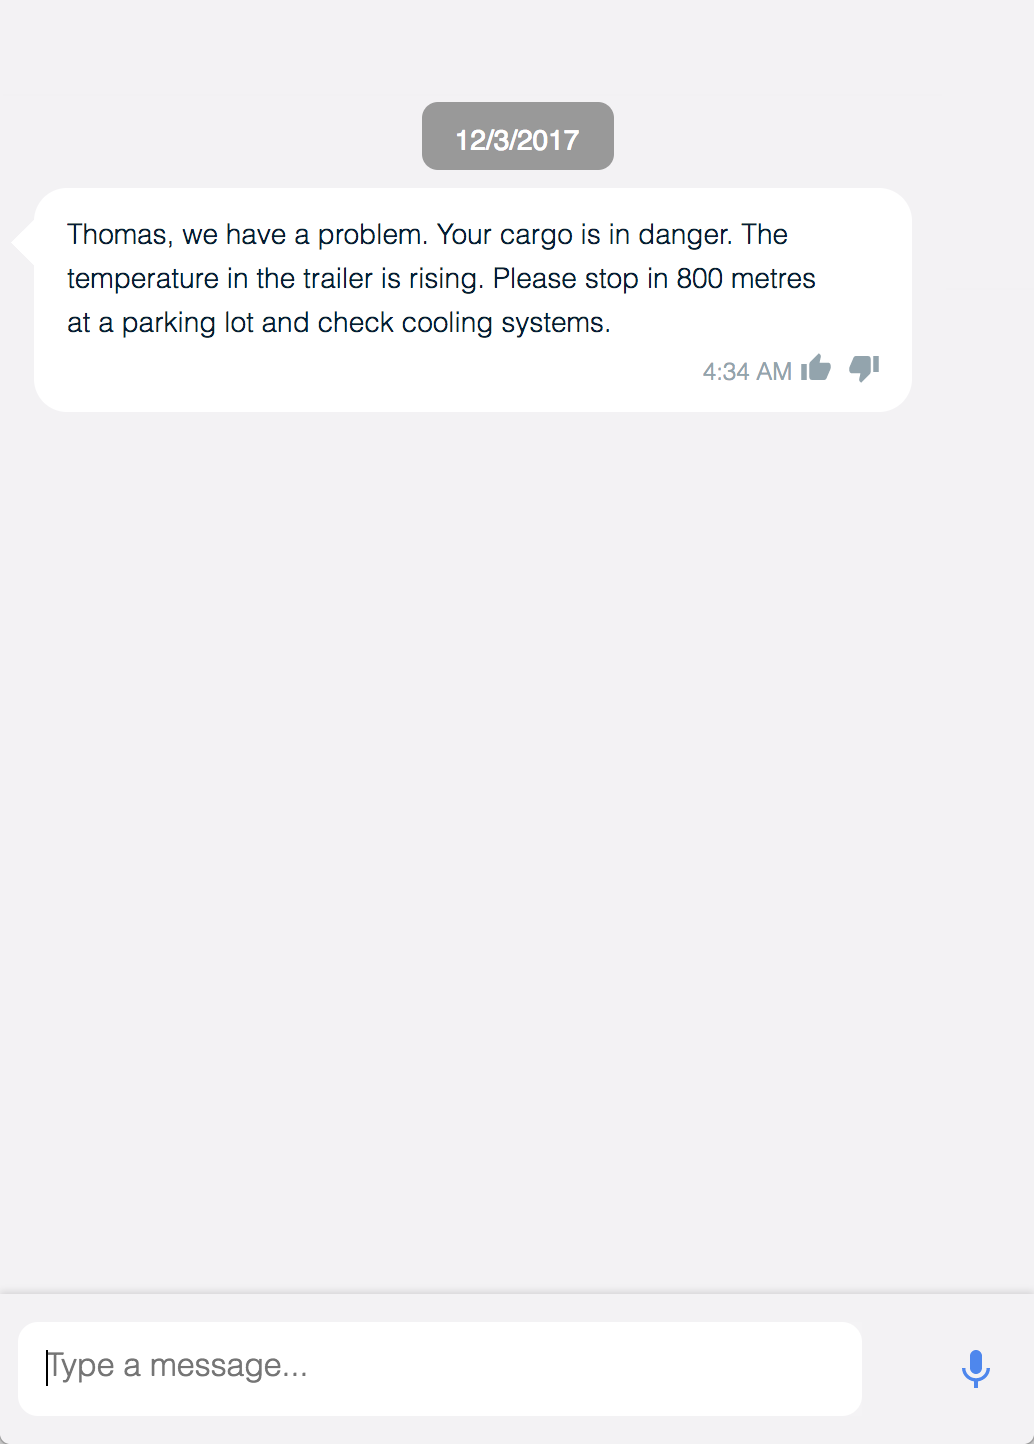 12/3/2017
Thomas, we have a problem. Your cargo is in danger. The
temperature in the trailer is rising. Please stop in 800 metres
at a parking lot and check cooling systems.
4:34 AM
Type a message...